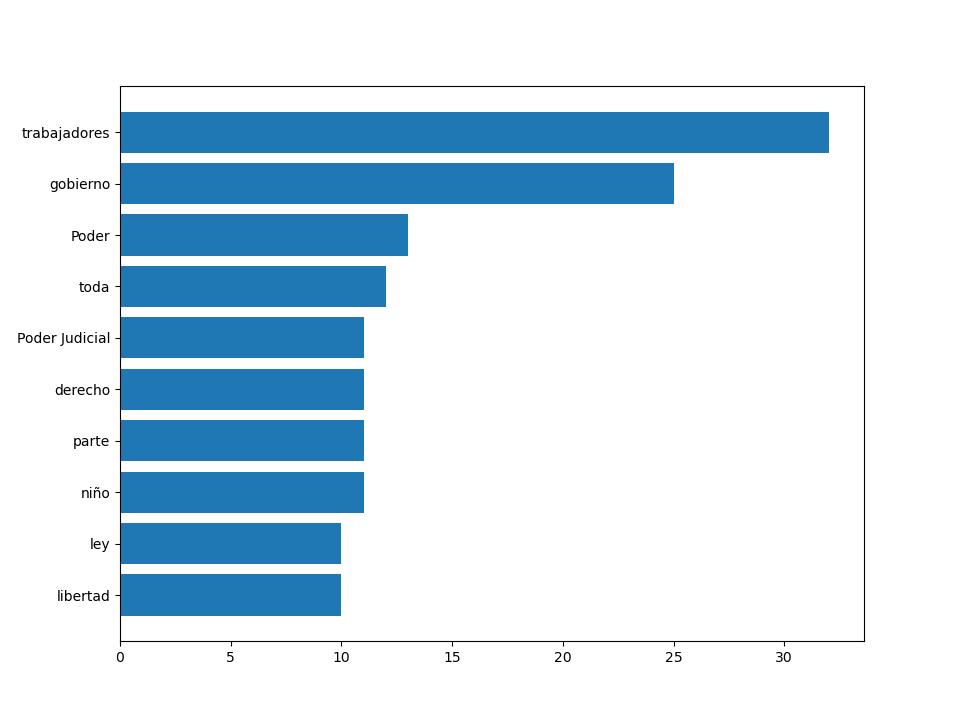 trabajadores
gobierno
Poder
toda
Poder Judicial
derecho
parte
niño
ley
libertad
0 5 10 15 20 25 30